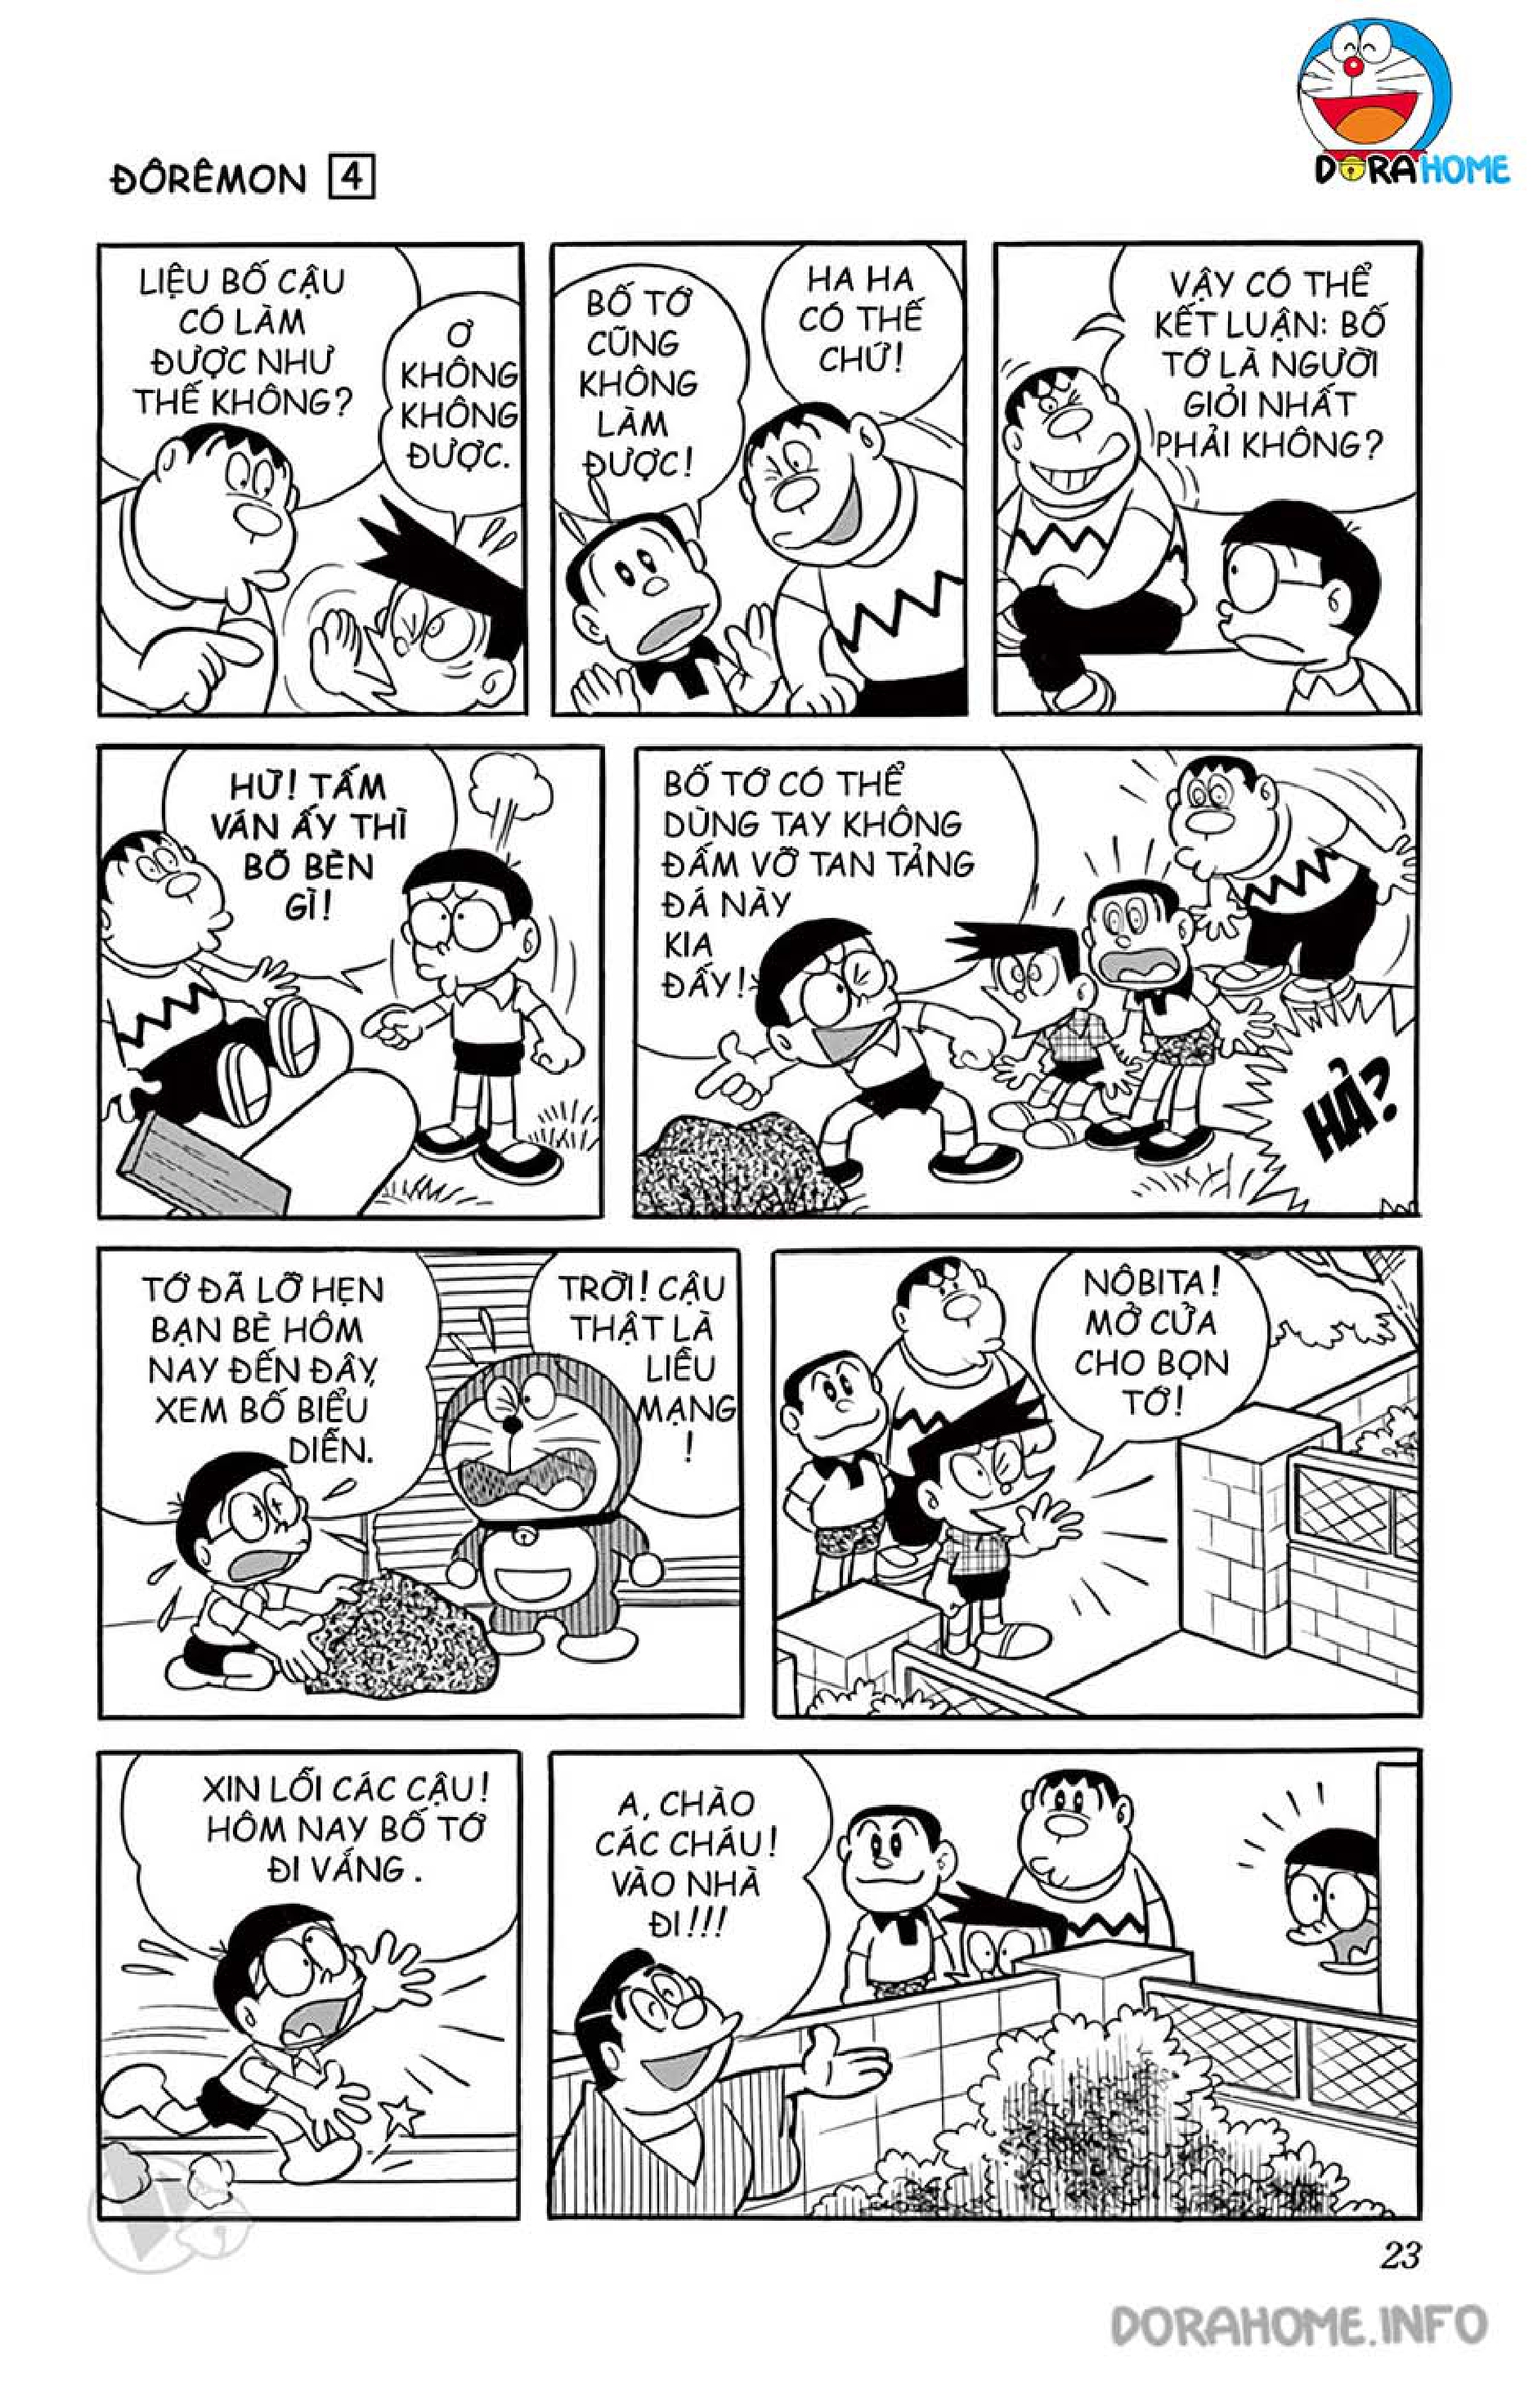 DORAHOME
ĐÔRÊMON 4
LIỆU BỐ CẬU
CÓ LÀM
ĐƯỢC NHƯ
THẾ KHÔNG?
Ơ
KHÔNG
KHÔNG
ĐƯỢC.
BỐ TỚ
CŨNG
KHÔNG
LÀM
ĐƯỢC!
HA HA
CÓ THẾ
CHỨ!
VẬY CÓ THỂ
KẾT LUẬN: BỐ
TỚ LÀ NGƯỜI
GIỎI NHẤT
PHẢI KHÔNG?
HỪ! TẤM
VÁN ẤY THÌ
BÕ BÈN
GÌ!
BỐ TỚ CÓ THỂ
DÙNG TAY KHÔNG
ĐẤM VỠ TAN TẢNG
ĐÁ NÀY
KIA
ĐẤY!
HẢ?
TỚ ĐÃ LỠ HẸN
BẠN BÈ HÔM
NAY ĐẾN ĐÂY,
XEM BỐ BIỂU
DIỄN.
TRỜI! CẬU
THẬT LÀ
LIỀU
MẠNG
!
NÔBITA!
MỞ CỬA
CHO BỌN
TỚ!
XIN LỖI CÁC CẬU!
HÔM NAY BỐ TỚ
ĐI VẮNG.
A, CHÀO
CÁC CHÁU!
VÀO NHÀ
ĐI!!!
23
DORAHOME.INFO